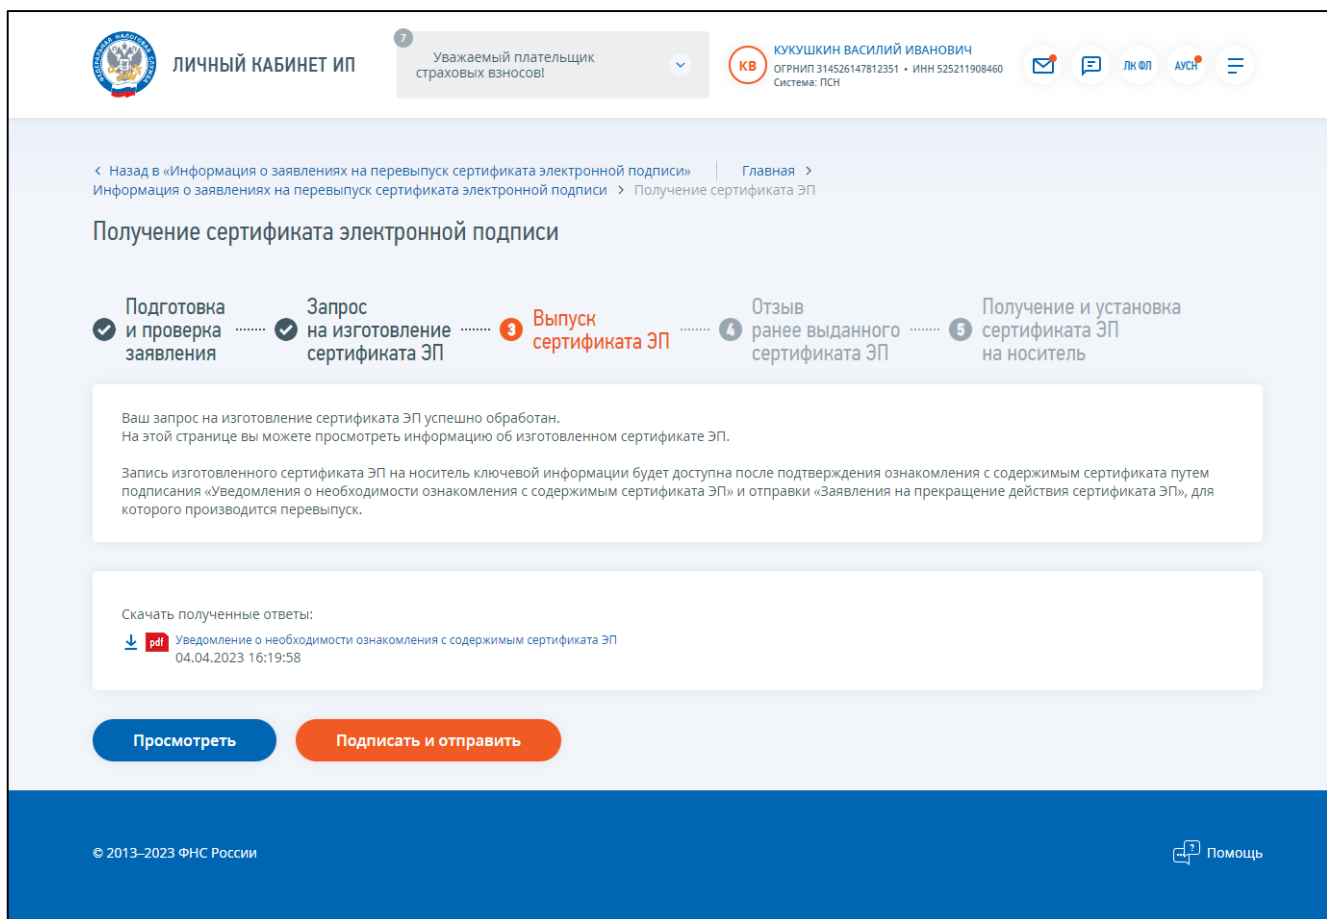 ЛИЧНЫЙ КАБИНЕТ ИП
7
Уважаемый плательщик
страховых взносов!
КВ
КУКУШКИН ВАСИЛИЙ ИВАНОВИЧ
ОГРНИП 314526147812351 • ИНН 525211908460
Система: ПСН
ЛК ФЛ
АУСН
Назад в «Информация о заявлениях на перевыпуск сертификата электронной подписи»
Главная >
Информация о заявлениях на перевыпуск сертификата электронной подписи > Получение сертификата ЭП
Получение сертификата электронной подписи
Подготовка
и проверка
заявления
Запрос
на изготовление
сертификата ЭП
3
Выпуск
сертификата ЭП
4
Отзыв
ранее выданного
сертификата ЭП
5
Получение и установка
сертификата ЭП
на носитель
Ваш запрос на изготовление сертификата ЭП успешно обработан.
На этой странице вы можете просмотреть информацию об изготовленном сертификате ЭП.
Запись изготовленного сертификата ЭП на носитель ключевой информации будет доступна после подтверждения ознакомления с содержимым сертификата путем
подписания «Уведомления о необходимости ознакомления с содержимым сертификата ЭП» и отправки «Заявления на прекращение действия сертификата ЭП», для
которого производится перевыпуск.
Скачать полученные ответы:
pdf Уведомление о необходимости ознакомления с содержимым сертификата ЭП
04.04.2023 16:19:58
Просмотреть
Подписать и отправить
© 2013–2023 ФНС России
Помощь